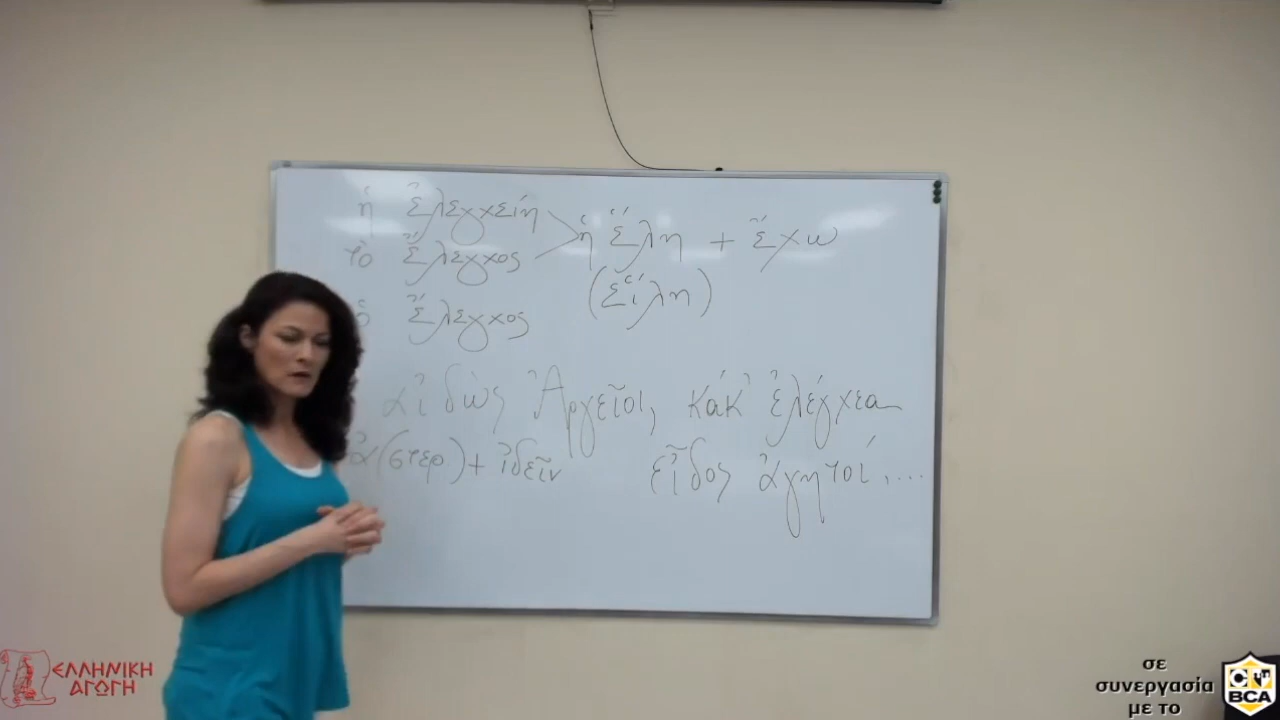 ἡ ἐλεγχείη
τὸ ἔλεγχος
ὁ ἔλεγχος
ἡ ἕλη + ἔχω
(εἵλη)
αἰδὼς Ἀργεῖοι, κάκ' ἐλέγχεα
εἶδος ἀγητοί,....
ἀ(στερ.) + ἰδεῖν
ΕΛΛΗΝΙΚΗ
ΑΓΩΓΗ
σε
συνεργασία
με το
BCA